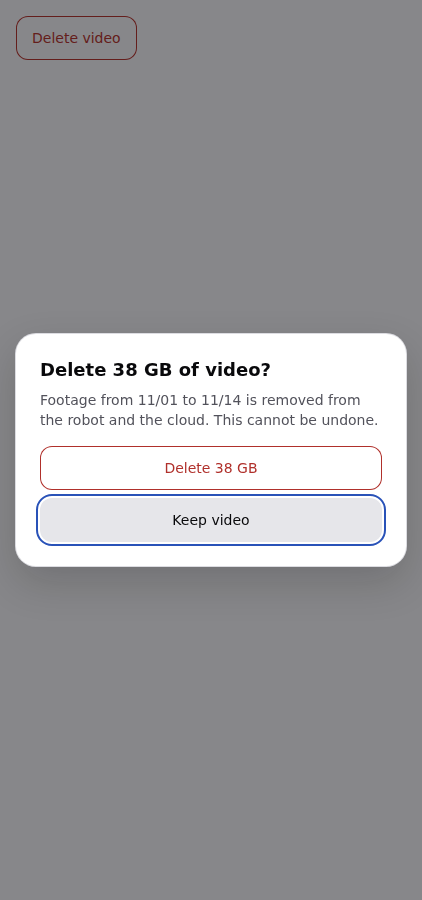 Delete video
Delete 38 GB of video?
Footage from 11/01 to 11/14 is removed from
the robot and the cloud. This cannot be undone.
Delete 38 GB
Keep video